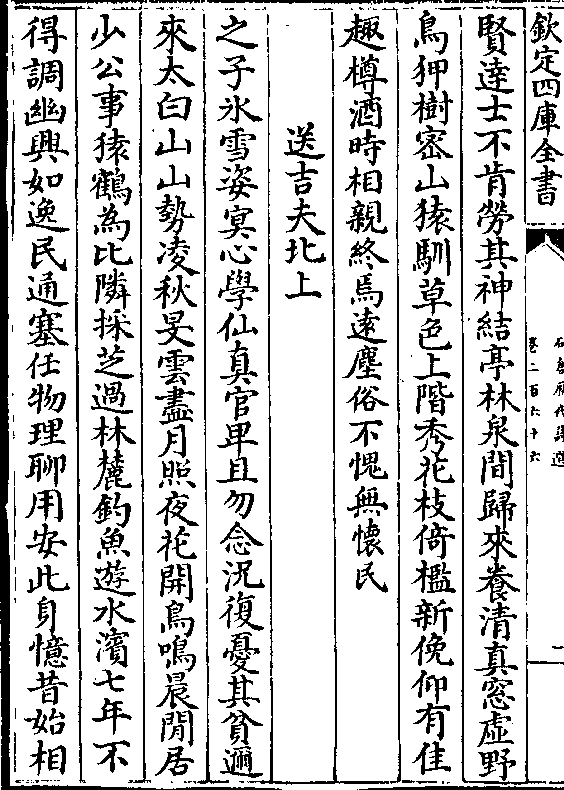 欽定四庫全書
石倉歷代詩選
卷二百六十六
賢達士不肯勞其神結亭林泉間歸來養清真窓虛野
鳥狎樹密山猿馴草色上階秀花枝倚檻新俛仰有佳
趣樽酒時相親終焉遠塵俗不愧無懷民
送吉夫北上
之子氷雪姿冥心學仙真官卑且勿念況復憂其貧邇
來太白山山勢凌秋旻雲盡月照夜花開鳥鳴晨閒居
少公事猿鶴為比隣採芝過林麓釣魚遊水濱七年不
得調幽興如逸民通塞任物理聊用安此身憶昔始相